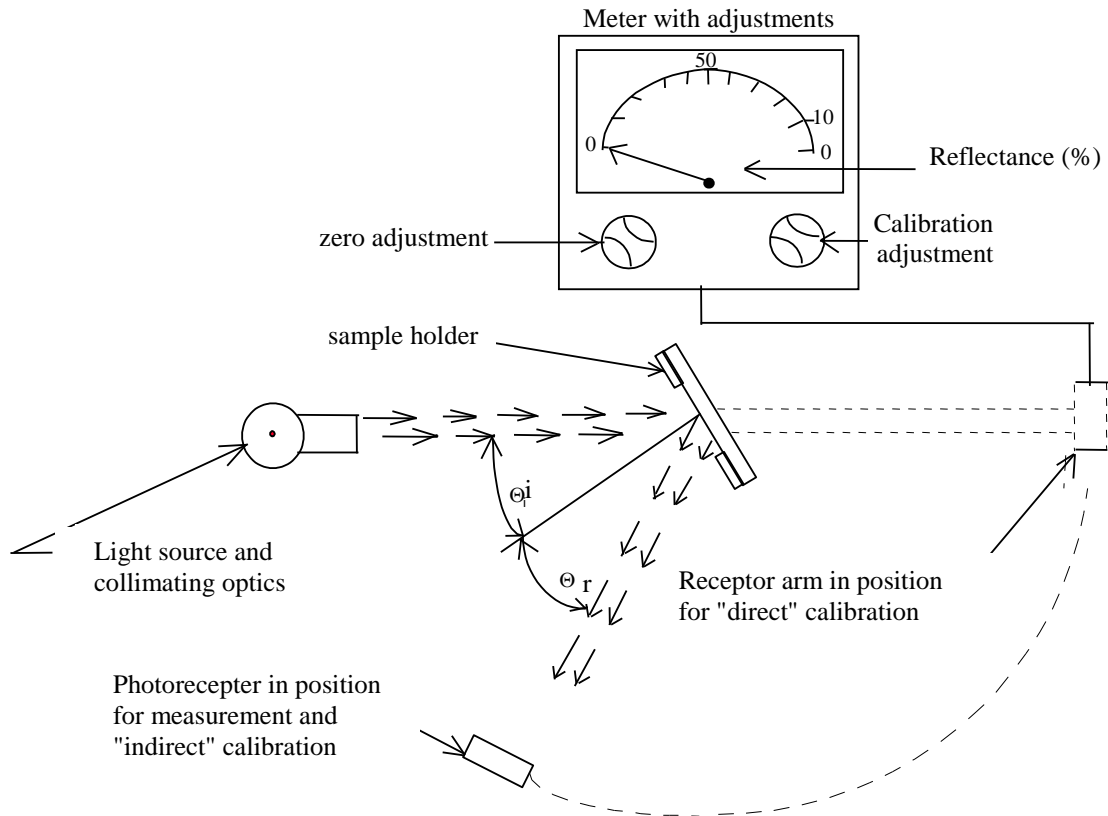 Meter with adjustments
50
10
0
0
Reflectance (%)
zero adjustment
Calibration
adjustment
sample holder
Θi
Θ r
Light source and
collimating optics
Receptor arm in position
for "direct" calibration
Photorecepter in position
for measurement and
"indirect" calibration